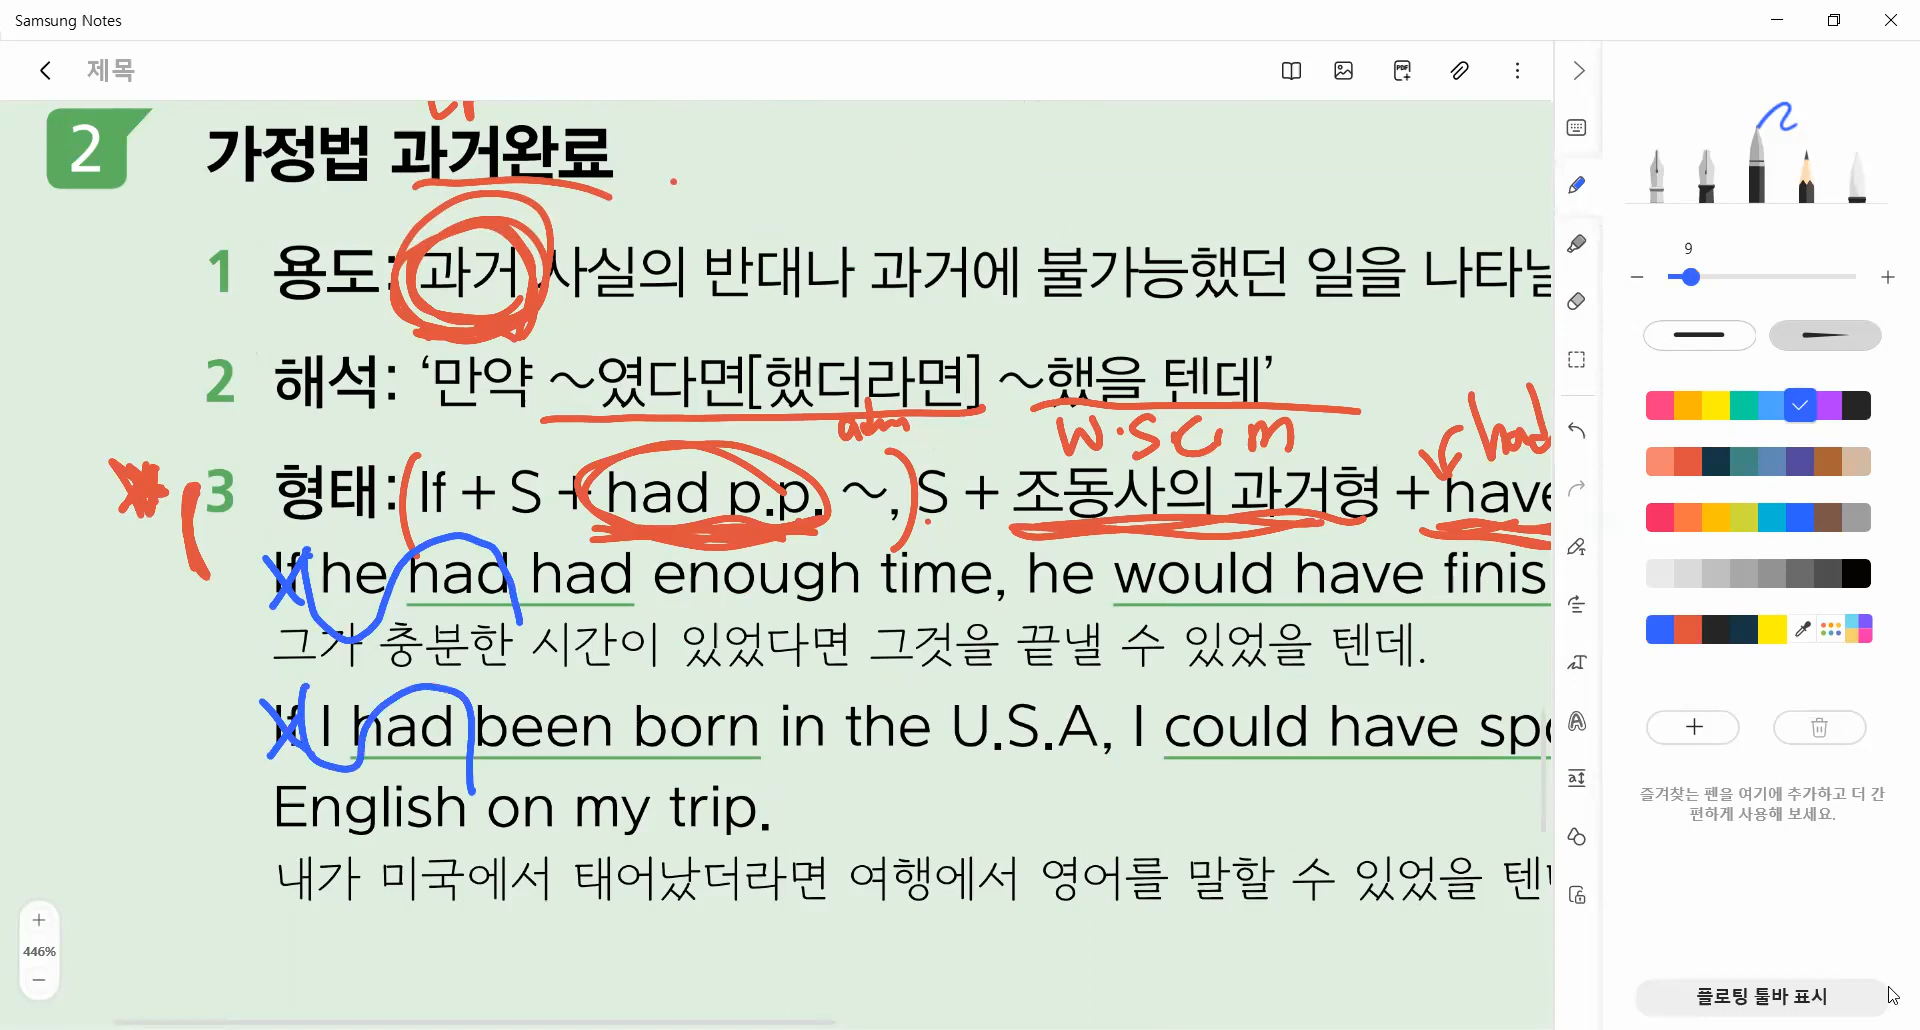 Samsung Notes
제목
2 가정법 과거완료
1 용도: 과거 사실의 반대나 과거에 불가능했던 일을 나타
2 해석: ‘만약 ~였다면[했더라면] ~했을 텐데’
W.S C m
had
3 형태: If + S + had p.p. ~, S + 조동사의 과거형 + have
If he had had enough time, he would have finis
그가 충분한 시간이 있었다면 그것을 끝낼 수 있었을 텐데.
If I had been born in the U.S.A, I could have sp
English on my trip.
내가 미국에서 태어났더라면 여행에서 영어를 말할 수 있었을 텐
446%
9
즐겨찾는 펜을 여기에 추가하고 더 간
편하게 사용해 보세요.
플로팅 툴바 표시